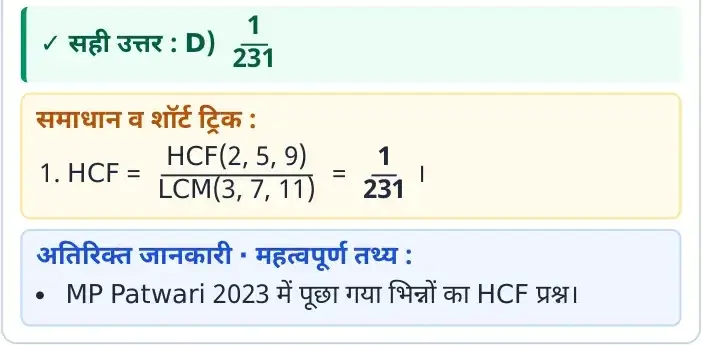 ✓ सही उत्तर : D) 1/231
समाधान व शॉर्ट ट्रिक :
1. HCF = HCF(2, 5, 9)/LCM(3, 7, 11) = 1/231 ।
अतिरिक्त जानकारी · महत्वपूर्ण तथ्य :
• MP Patwari 2023 में पूछा गया भिन्नों का HCF प्रश्न।